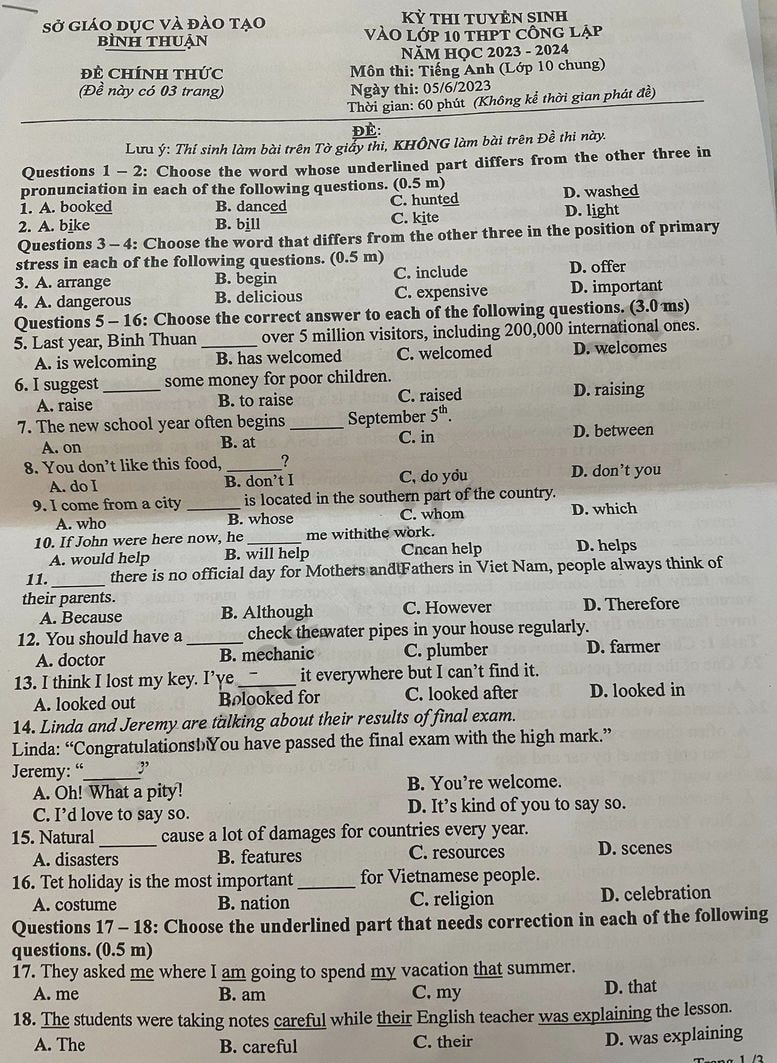 SỞ GIÁO DỤC VÀ ĐÀO TẠO
BÌNH THUẬN
ĐỀ CHÍNH THỨC
(Đề này có 03 trang)
KỲ THI TUYỂN SINH
VÀO LỚP 10 THPT CÔNG LẬP
NĂM HỌC 2023 - 2024
Môn thi: Tiếng Anh (Lớp 10 chung)
Ngày thi: 05/6/2023
Thời gian: 60 phút (Không kể thời gian phát đề)
ĐỀ:
Lưu ý: Thí sinh làm bài trên Tờ giấy thi, KHÔNG làm bài trên Đề thi này.
Questions 1 – 2: Choose the word whose underlined part differs from the other three in
pronunciation in each of the following questions. (0.5 m)
1. A. booked B. danced C. hunted D. washed
2. A. bike B. bill C. kite D. light
Questions 3 – 4: Choose the word that differs from the other three in the position of primary
stress in each of the following questions. (0.5 m)
3. A. arrange B. begin C. include D. offer
4. A. dangerous B. delicious C. expensive D. important
Questions 5 – 16: Choose the correct answer to each of the following questions. (3.0 ms)
5. Last year, Binh Thuan ______ over 5 million visitors, including 200,000 international ones.
A. is welcoming B. has welcomed C. welcomed D. welcomes
6. I suggest ______ some money for poor children.
A. raise B. to raise C. raised D. raising
7. The new school year often begins ______ September 5th.
A. on B. at C. in D. between
8. You don't like this food, ______?
A. do I B. don't I C. do you D. don't you
9. I come from a city ______ is located in the southern part of the country.
A. who B. whose C. whom D. which
10. If John were here now, he ______ me with the work.
A. would help B. will help C. can help D. helps
11. ______ there is no official day for Mothers and Fathers in Viet Nam, people always think of
their parents.
A. Because B. Although C. However D. Therefore
12. You should have a ______ check the water pipes in your house regularly.
A. doctor B. mechanic C. plumber D. farmer
13. I think I lost my key. I've ______ it everywhere but I can't find it.
A. looked out B. looked for C. looked after D. looked in
14. Linda and Jeremy are talking about their results of final exam.
Linda: "Congratulations! You have passed the final exam with the high mark."
Jeremy: "______"
A. Oh! What a pity! B. You're welcome.
C. I'd love to say so. D. It's kind of you to say so.
15. Natural ______ cause a lot of damages for countries every year.
A. disasters B. features C. resources D. scenes
16. Tet holiday is the most important ______ for Vietnamese people.
A. costume B. nation C. religion D. celebration
Questions 17 – 18: Choose the underlined part that needs correction in each of the following
questions. (0.5 m)
17. They asked me where I am going to spend my vacation that summer.
A. me B. am C. my D. that
18. The students were taking notes careful while their English teacher was explaining the lesson.
A. The B. careful C. their D. was explaining
Trang 1/3